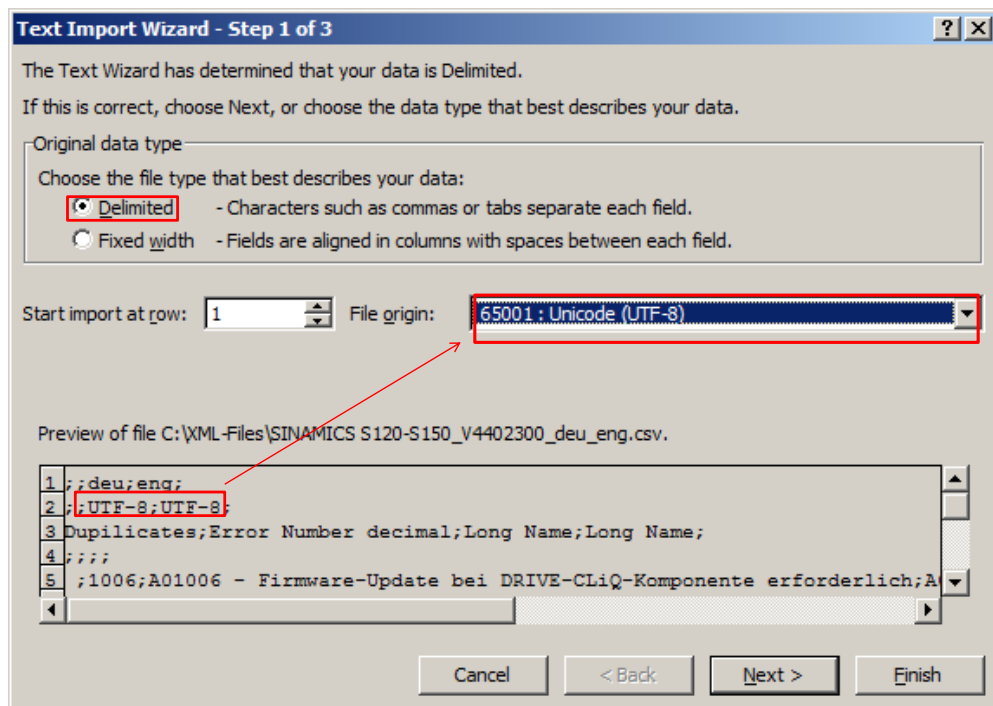 Text Import Wizard - Step 1 of 3
The Text Wizard has determined that your data is Delimited.
If this is correct, choose Next, or choose the data type that best describes your data.
Original data type
Choose the file type that best describes your data:
Delimited - Characters such as commas or tabs separate each field.
Fixed width - Fields are aligned in columns with spaces between each field.
Start import at row: 1 File origin: 65001 : Unicode (UTF-8)
Preview of file C:\XML-Files\SINAMICS S120-S150_V4402300_deu_eng.csv.
1 ;;deu;eng;
2 ;;UTF-8;UTF-8;
3 Dupilicates;Error Number decimal;Long Name;Long Name;
4 ;;;;
5 ;1006;A01006 - Firmware-Update bei DRIVE-CLiQ-Komponente erforderlich;A
Cancel < Back Next > Finish